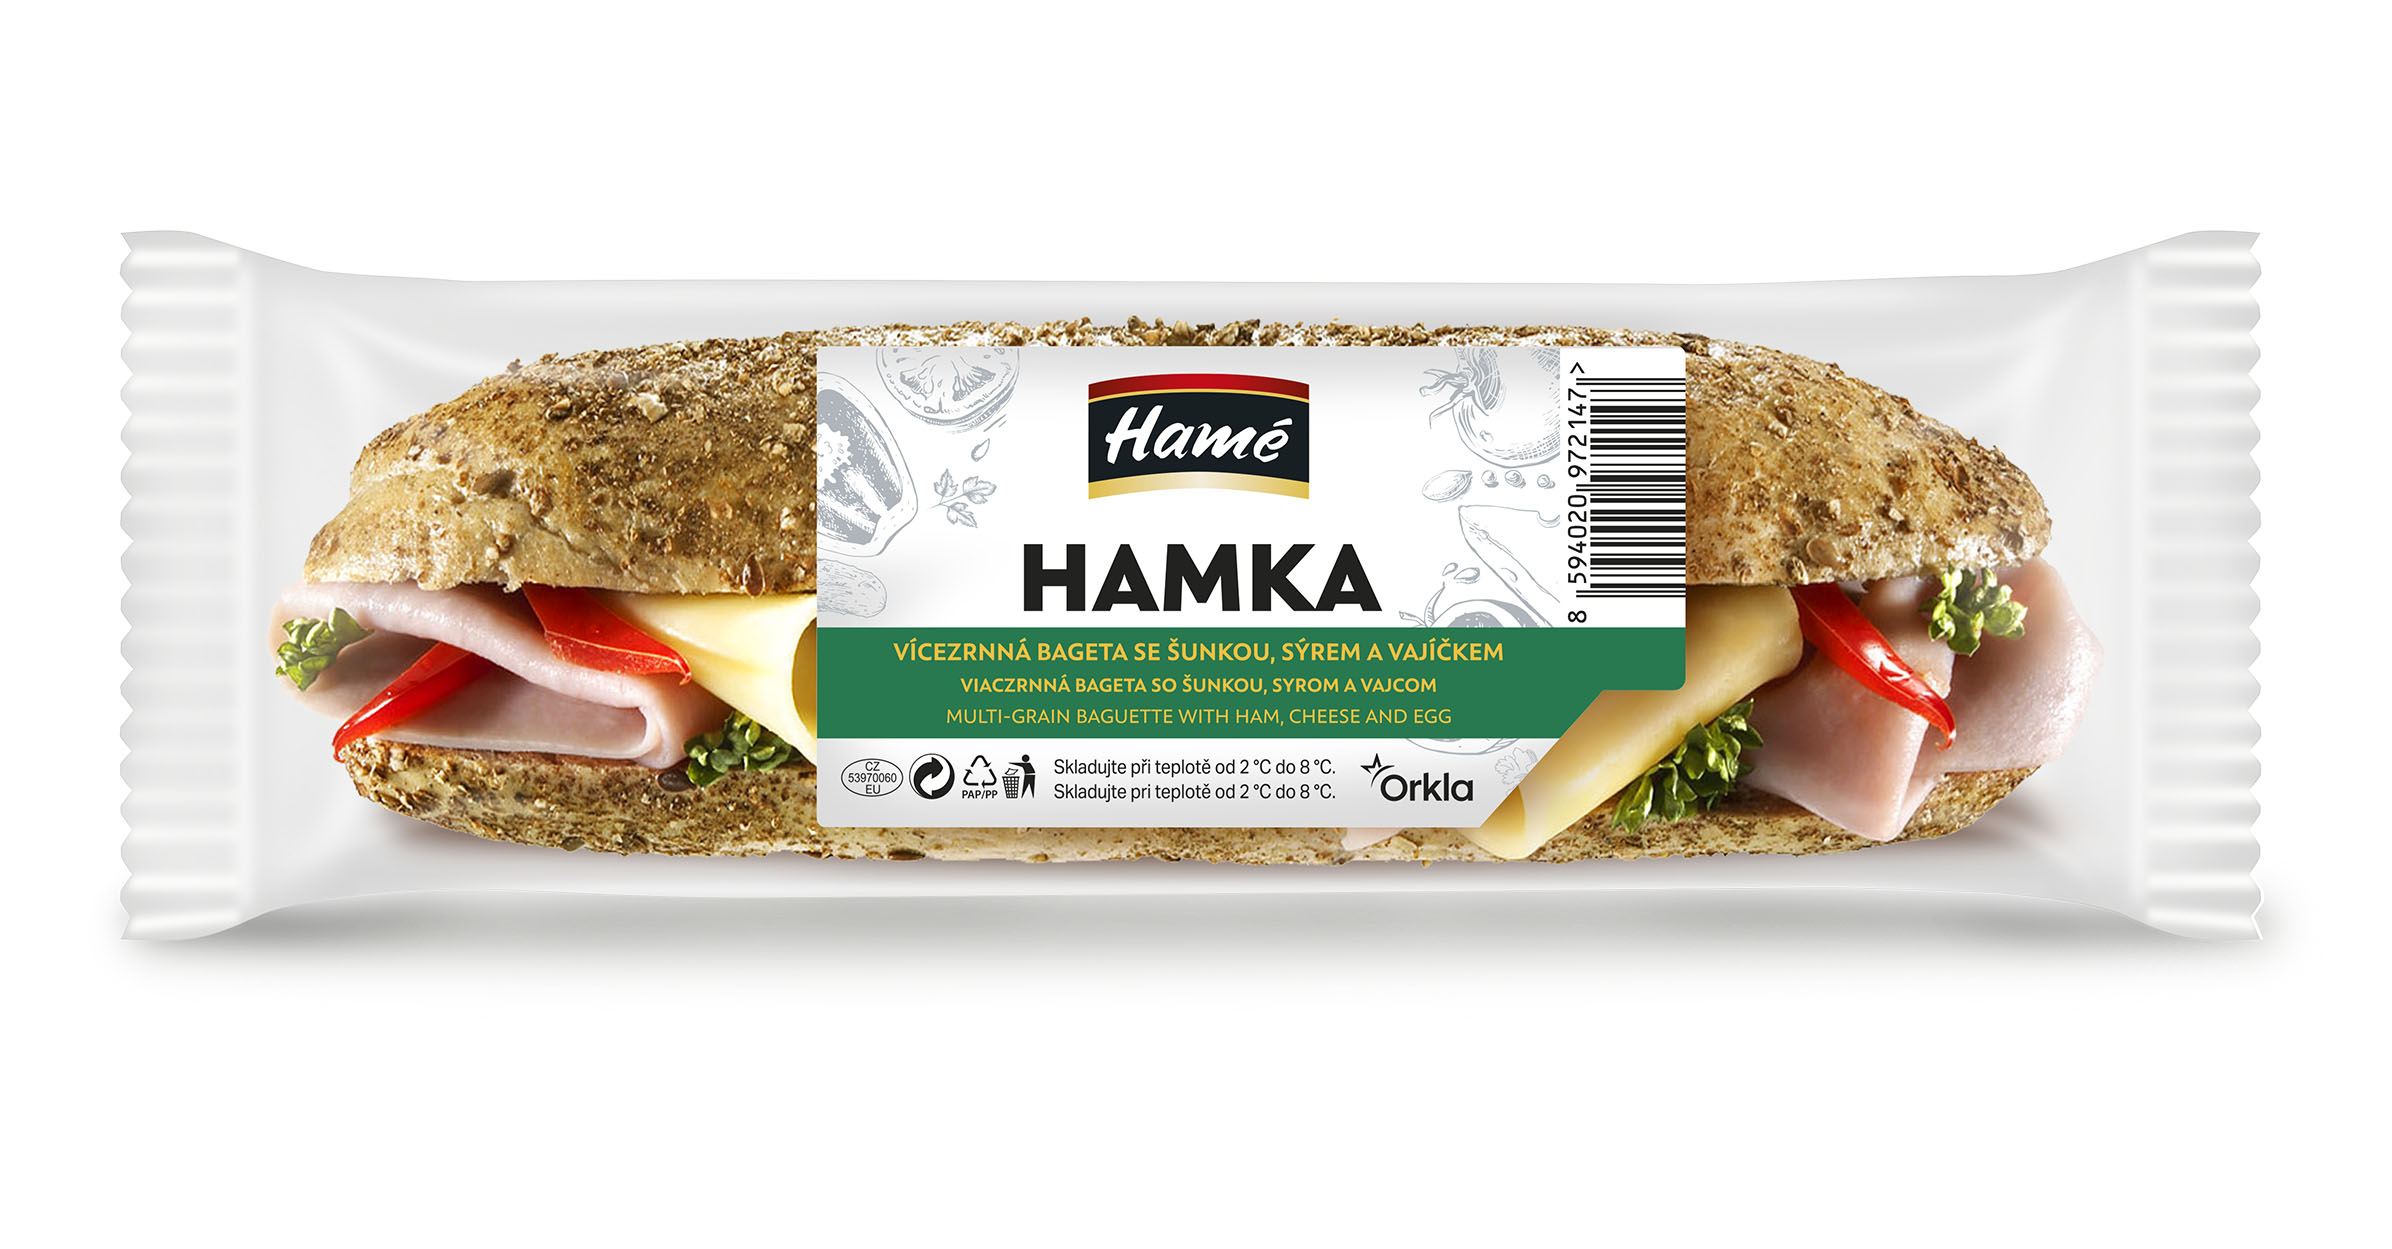 Hamé
HAMKA
VÍCEZRNNÁ BAGETA SE ŠUNKOU, SÝREM A VAJÍČKEM
VIACZRNNÁ BAGETA SO ŠUNKOU, SYROM A VAJCOM
MULTI-GRAIN BAGUETTE WITH HAM, CHEESE AND EGG
CZ
53970060
EU
PAP/PP
Skladujte při teplotě od 2 °C do 8 °C.
Skladujte pri teplotě od 2 °C do 8 °C.
Orkla
8 594020 972147 >